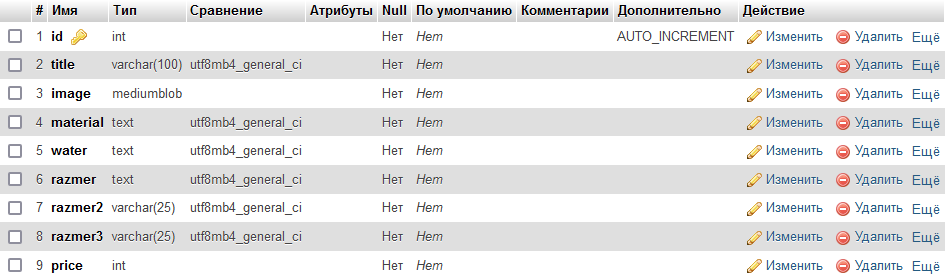 # Имя Тип Сравнение Атрибуты Null По умолчанию Комментарии Дополнительно Действие
1 id int Нет Нет AUTO_INCREMENT Изменить Удалить Ещё
2 title varchar(100) utf8mb4_general_ci Нет Нет Изменить Удалить Ещё
3 image mediumblob Нет Нет Изменить Удалить Ещё
4 material text utf8mb4_general_ci Нет Нет Изменить Удалить Ещё
5 water text utf8mb4_general_ci Нет Нет Изменить Удалить Ещё
6 razmer text utf8mb4_general_ci Нет Нет Изменить Удалить Ещё
7 razmer2 varchar(25) utf8mb4_general_ci Нет Нет Изменить Удалить Ещё
8 razmer3 varchar(25) utf8mb4_general_ci Нет Нет Изменить Удалить Ещё
9 price int Нет Нет Изменить Удалить Ещё